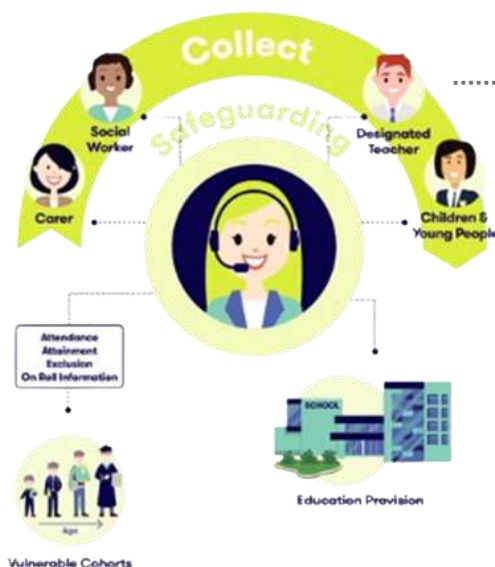 Collect
Safeguarding
Social
Worker
Designated
Teacher
Carer
Children &
Young People
Attendance
Attainment
Exclusion
On Roll Information
SCHOOL
Education Provision
Age
Vulnerable Cohorts